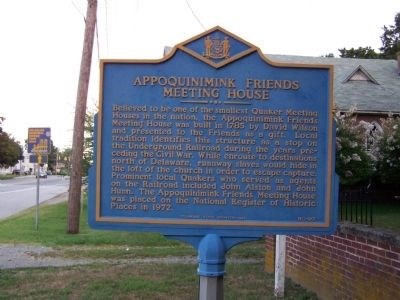 APPOQUINIMINK FRIENDS
MEETING HOUSE
Believed to be one of the smallest Quaker Meeting
Houses in the nation, the Appoquinimink Friends
Meeting House was built in 1785 by David Wilson
and presented to the Friends as a gift. Local
tradition identifies this structure as a stop on
the Underground Railroad during the years pre-
ceding the Civil War. While enroute to destinations
north of Delaware, runaway slaves would hide in
the loft of the church in order to escape capture.
Prominent local Quakers who served as agents
on the Railroad included John Alston and John
Hunn. The Appoquinimink Friends Meeting House
was placed on the National Register of Historic
Places in 1972.